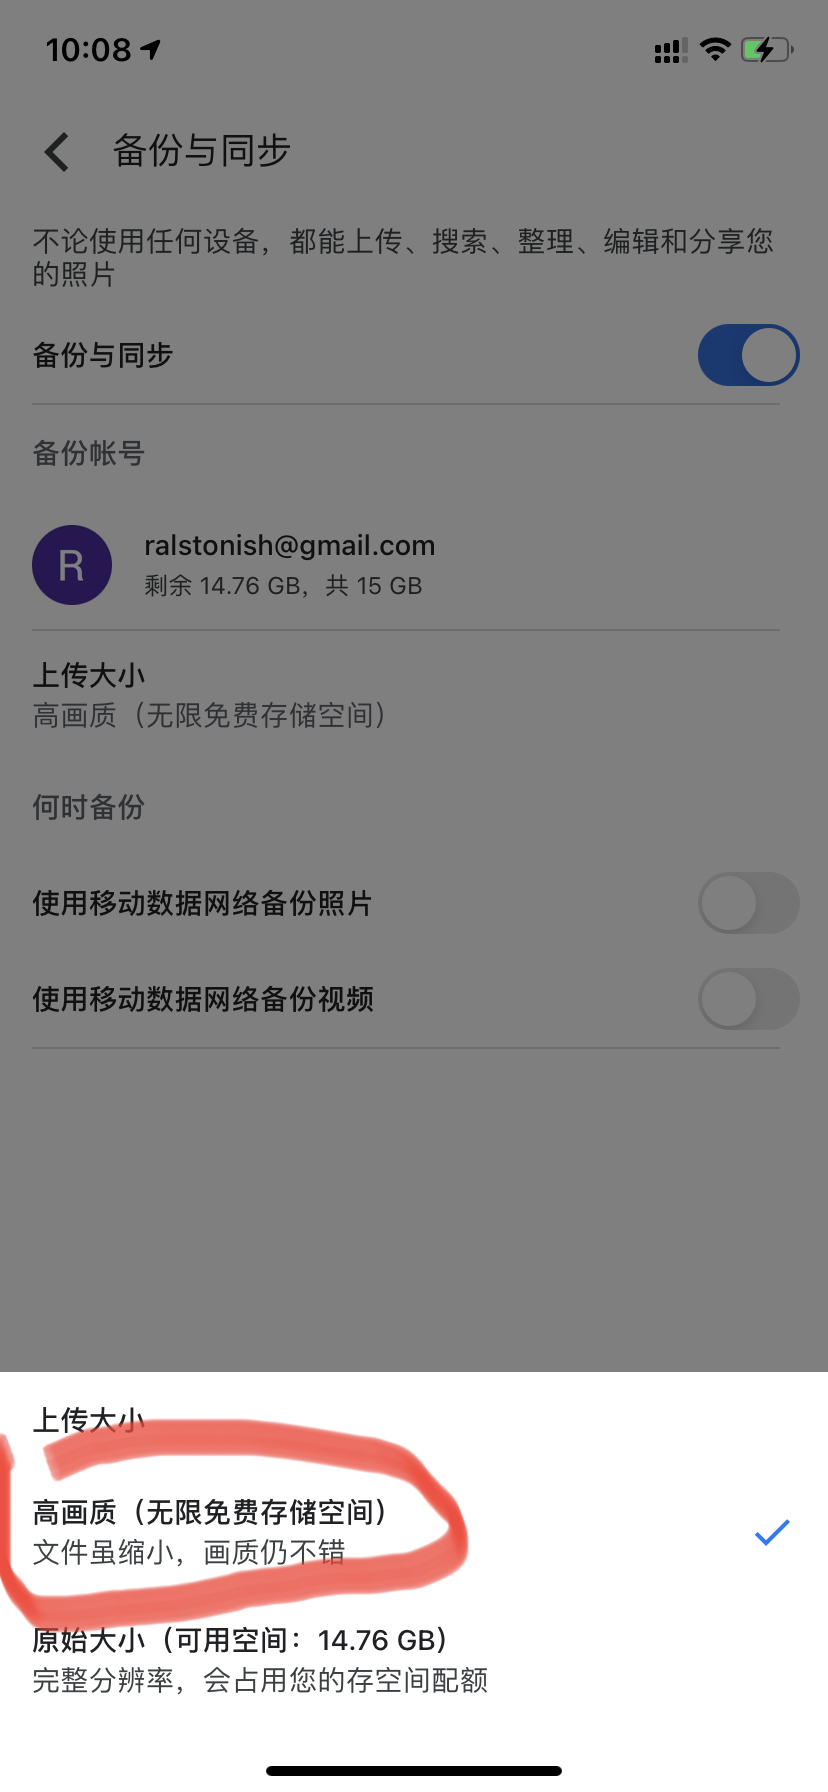 10:08
备份与同步
不论使用任何设备，都能上传、搜索、整理、编辑和分享您
的照片
备份与同步
备份帐号
R
ralstonish@gmail.com
剩余 14.76 GB，共 15 GB
上传大小
高画质（无限免费存储空间）
何时备份
使用移动数据网络备份照片
使用移动数据网络备份视频
上传大小
高画质（无限免费存储空间）
文件虽缩小，画质仍不错
原始大小（可用空间：14.76 GB）
完整分辨率，会占用您的存空间配额